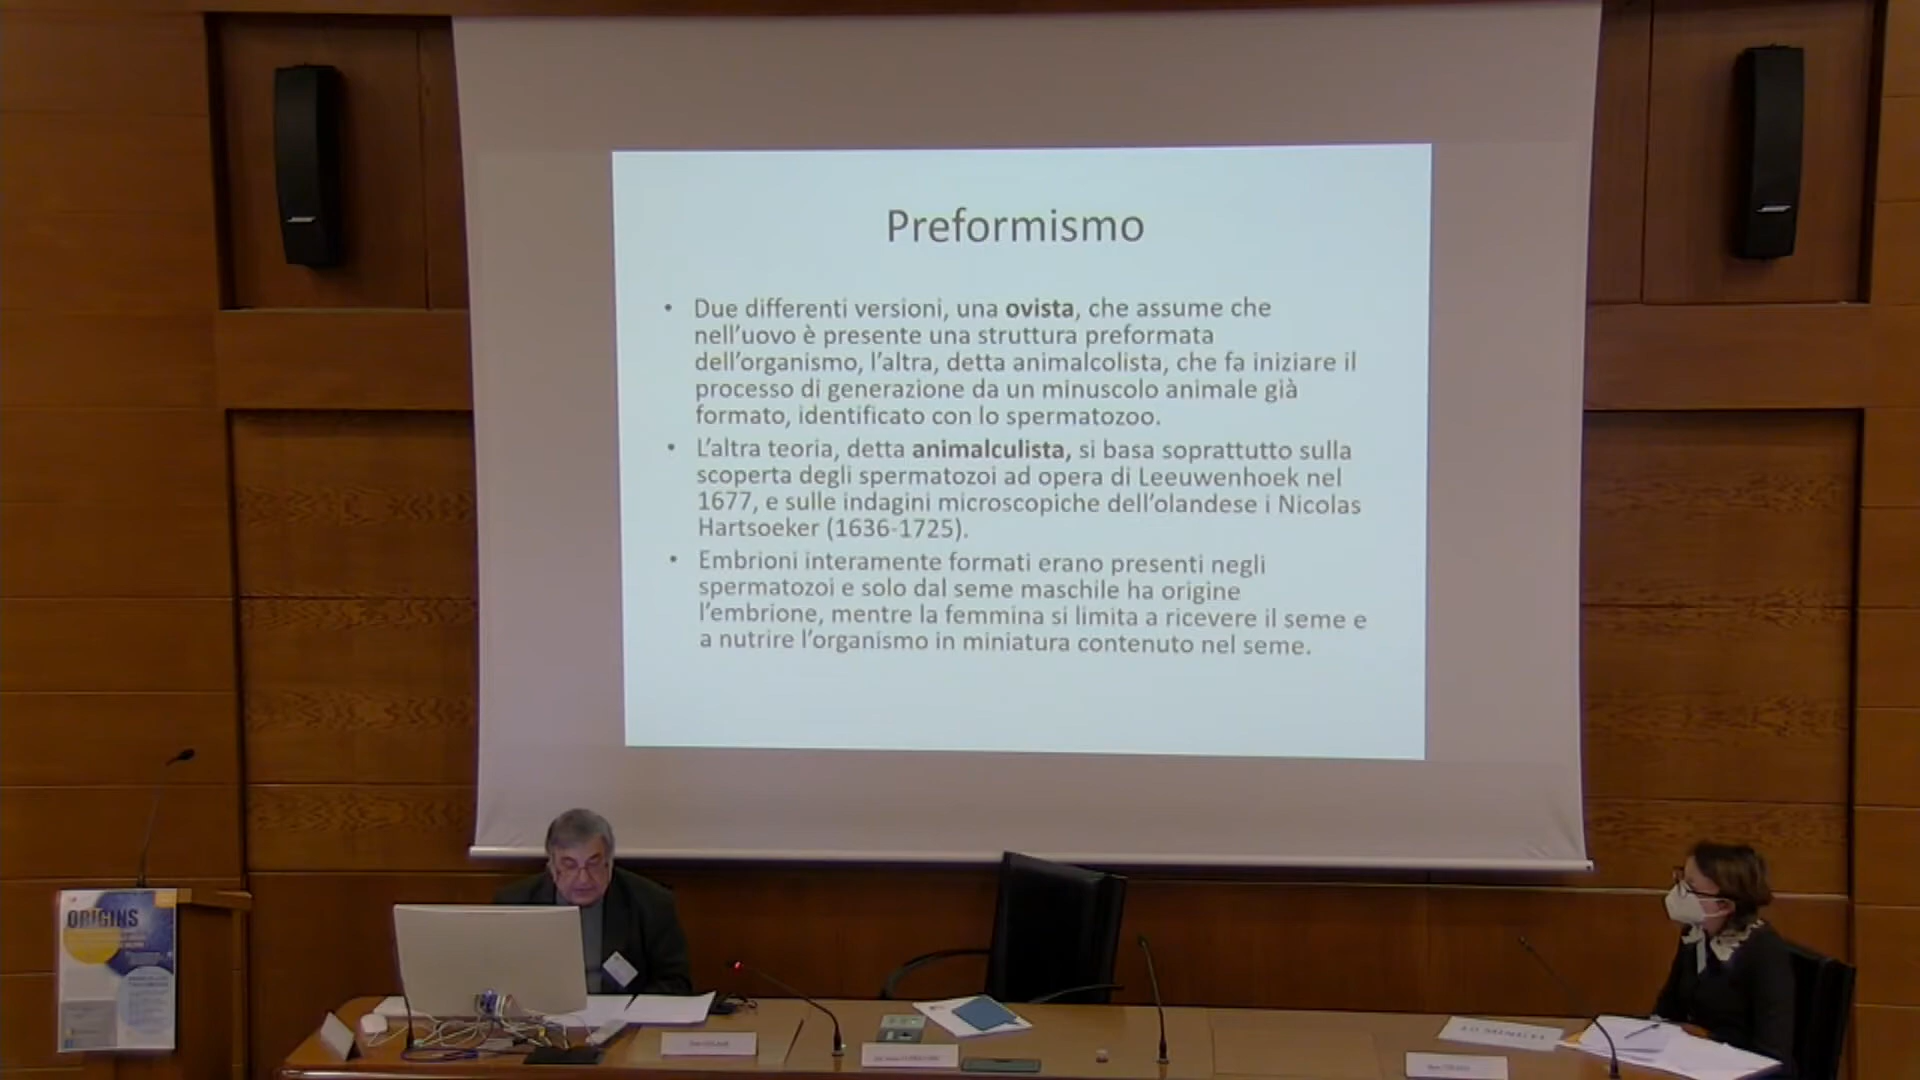 Preformismo
• Due differenti versioni, una ovista, che assume che
nell'uovo è presente una struttura preformata
dell'organismo, l'altra, detta animalcolista, che fa iniziare il
processo di generazione da un minuscolo animale già
formato, identificato con lo spermatozoo.
• L'altra teoria, detta animalculista, si basa soprattutto sulla
scoperta degli spermatozoi ad opera di Leeuwenhoek nel
1677, e sulle indagini microscopiche dell'olandese i Nicolas
Hartsoeker (1636-1725).
• Embrioni interamente formati erano presenti negli
spermatozoi e solo dal seme maschile ha origine
l'embrione, mentre la femmina si limita a ricevere il seme e
a nutrire l'organismo in miniatura contenuto nel seme.
ORIGINS